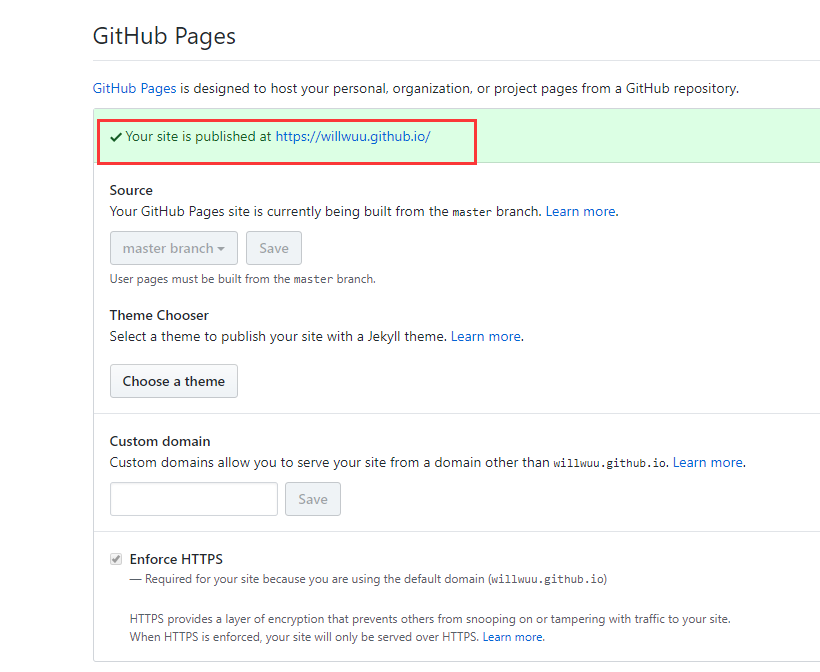 GitHub Pages
GitHub Pages is designed to host your personal, organization, or project pages from a GitHub repository.
Your site is published at https://willwuu.github.io/
Source
Your GitHub Pages site is currently being built from the master branch. Learn more.
master branch Save
User pages must be built from the master branch.
Theme Chooser
Select a theme to publish your site with a Jekyll theme. Learn more.
Choose a theme
Custom domain
Custom domains allow you to serve your site from a domain other than willwuu.github.io. Learn more.
Save
Enforce HTTPS
— Required for your site because you are using the default domain (willwuu.github.io)
HTTPS provides a layer of encryption that prevents others from snooping on or tampering with traffic to your site.
When HTTPS is enforced, your site will only be served over HTTPS. Learn more.